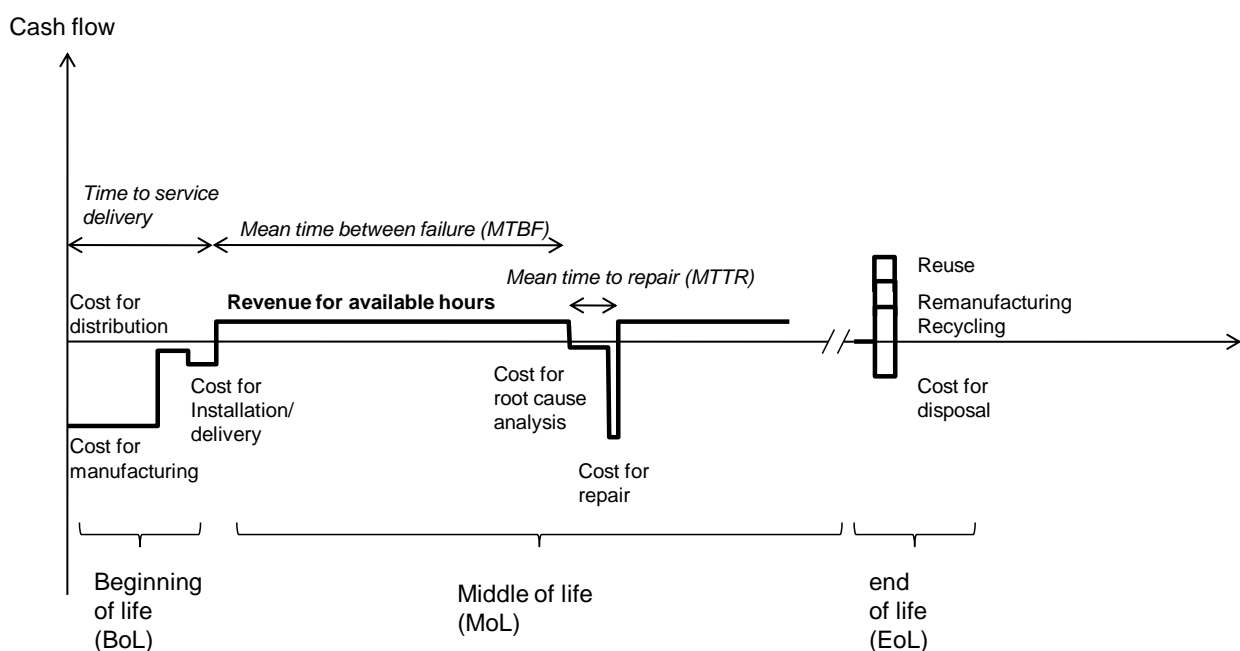 Cash flow
Time to service
delivery
Mean time between failure (MTBF)
Mean time to repair (MTTR)
Reuse
Cost for
distribution
Revenue for available hours
Remanufacturing
Recycling
Cost for
Installation/
delivery
Cost for
root cause
analysis
Cost for
disposal
Cost for
manufacturing
Cost for
repair
Beginning
of life
(BoL)
Middle of life
(MoL)
end
of life
(EoL)